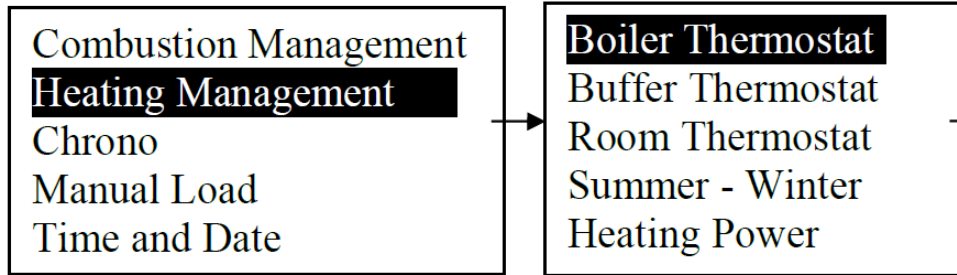 Combustion Management
Heating Management
Chrono
Manual Load
Time and Date
Boiler Thermostat
Buffer Thermostat
Room Thermostat
Summer - Winter
Heating Power